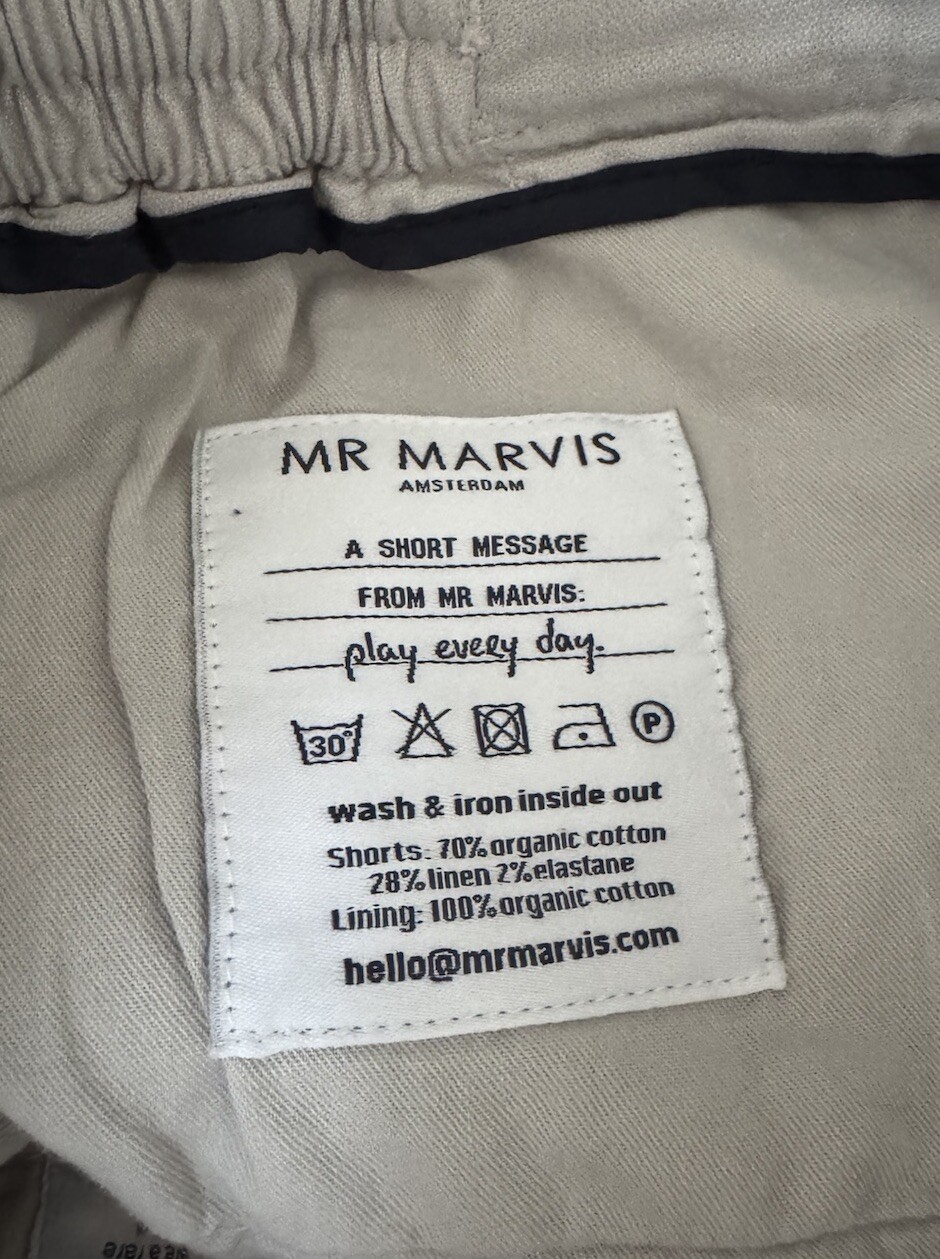 MR MARVIS
AMSTERDAM
A SHORT MESSAGE
FROM MR MARVIS:
play every day.
30°
P
wash & iron inside out
Shorts: 70% organic cotton
28% linen 2% elastane
Lining: 100% organic cotton
hello@mrmarvis.com